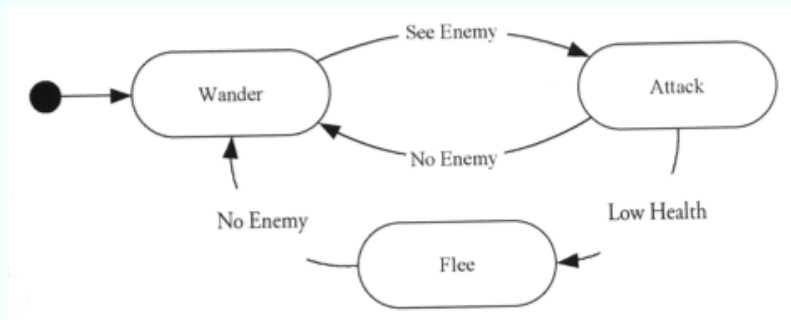 See Enemy
Wander
Attack
No Enemy
No Enemy
Low Health
Flee